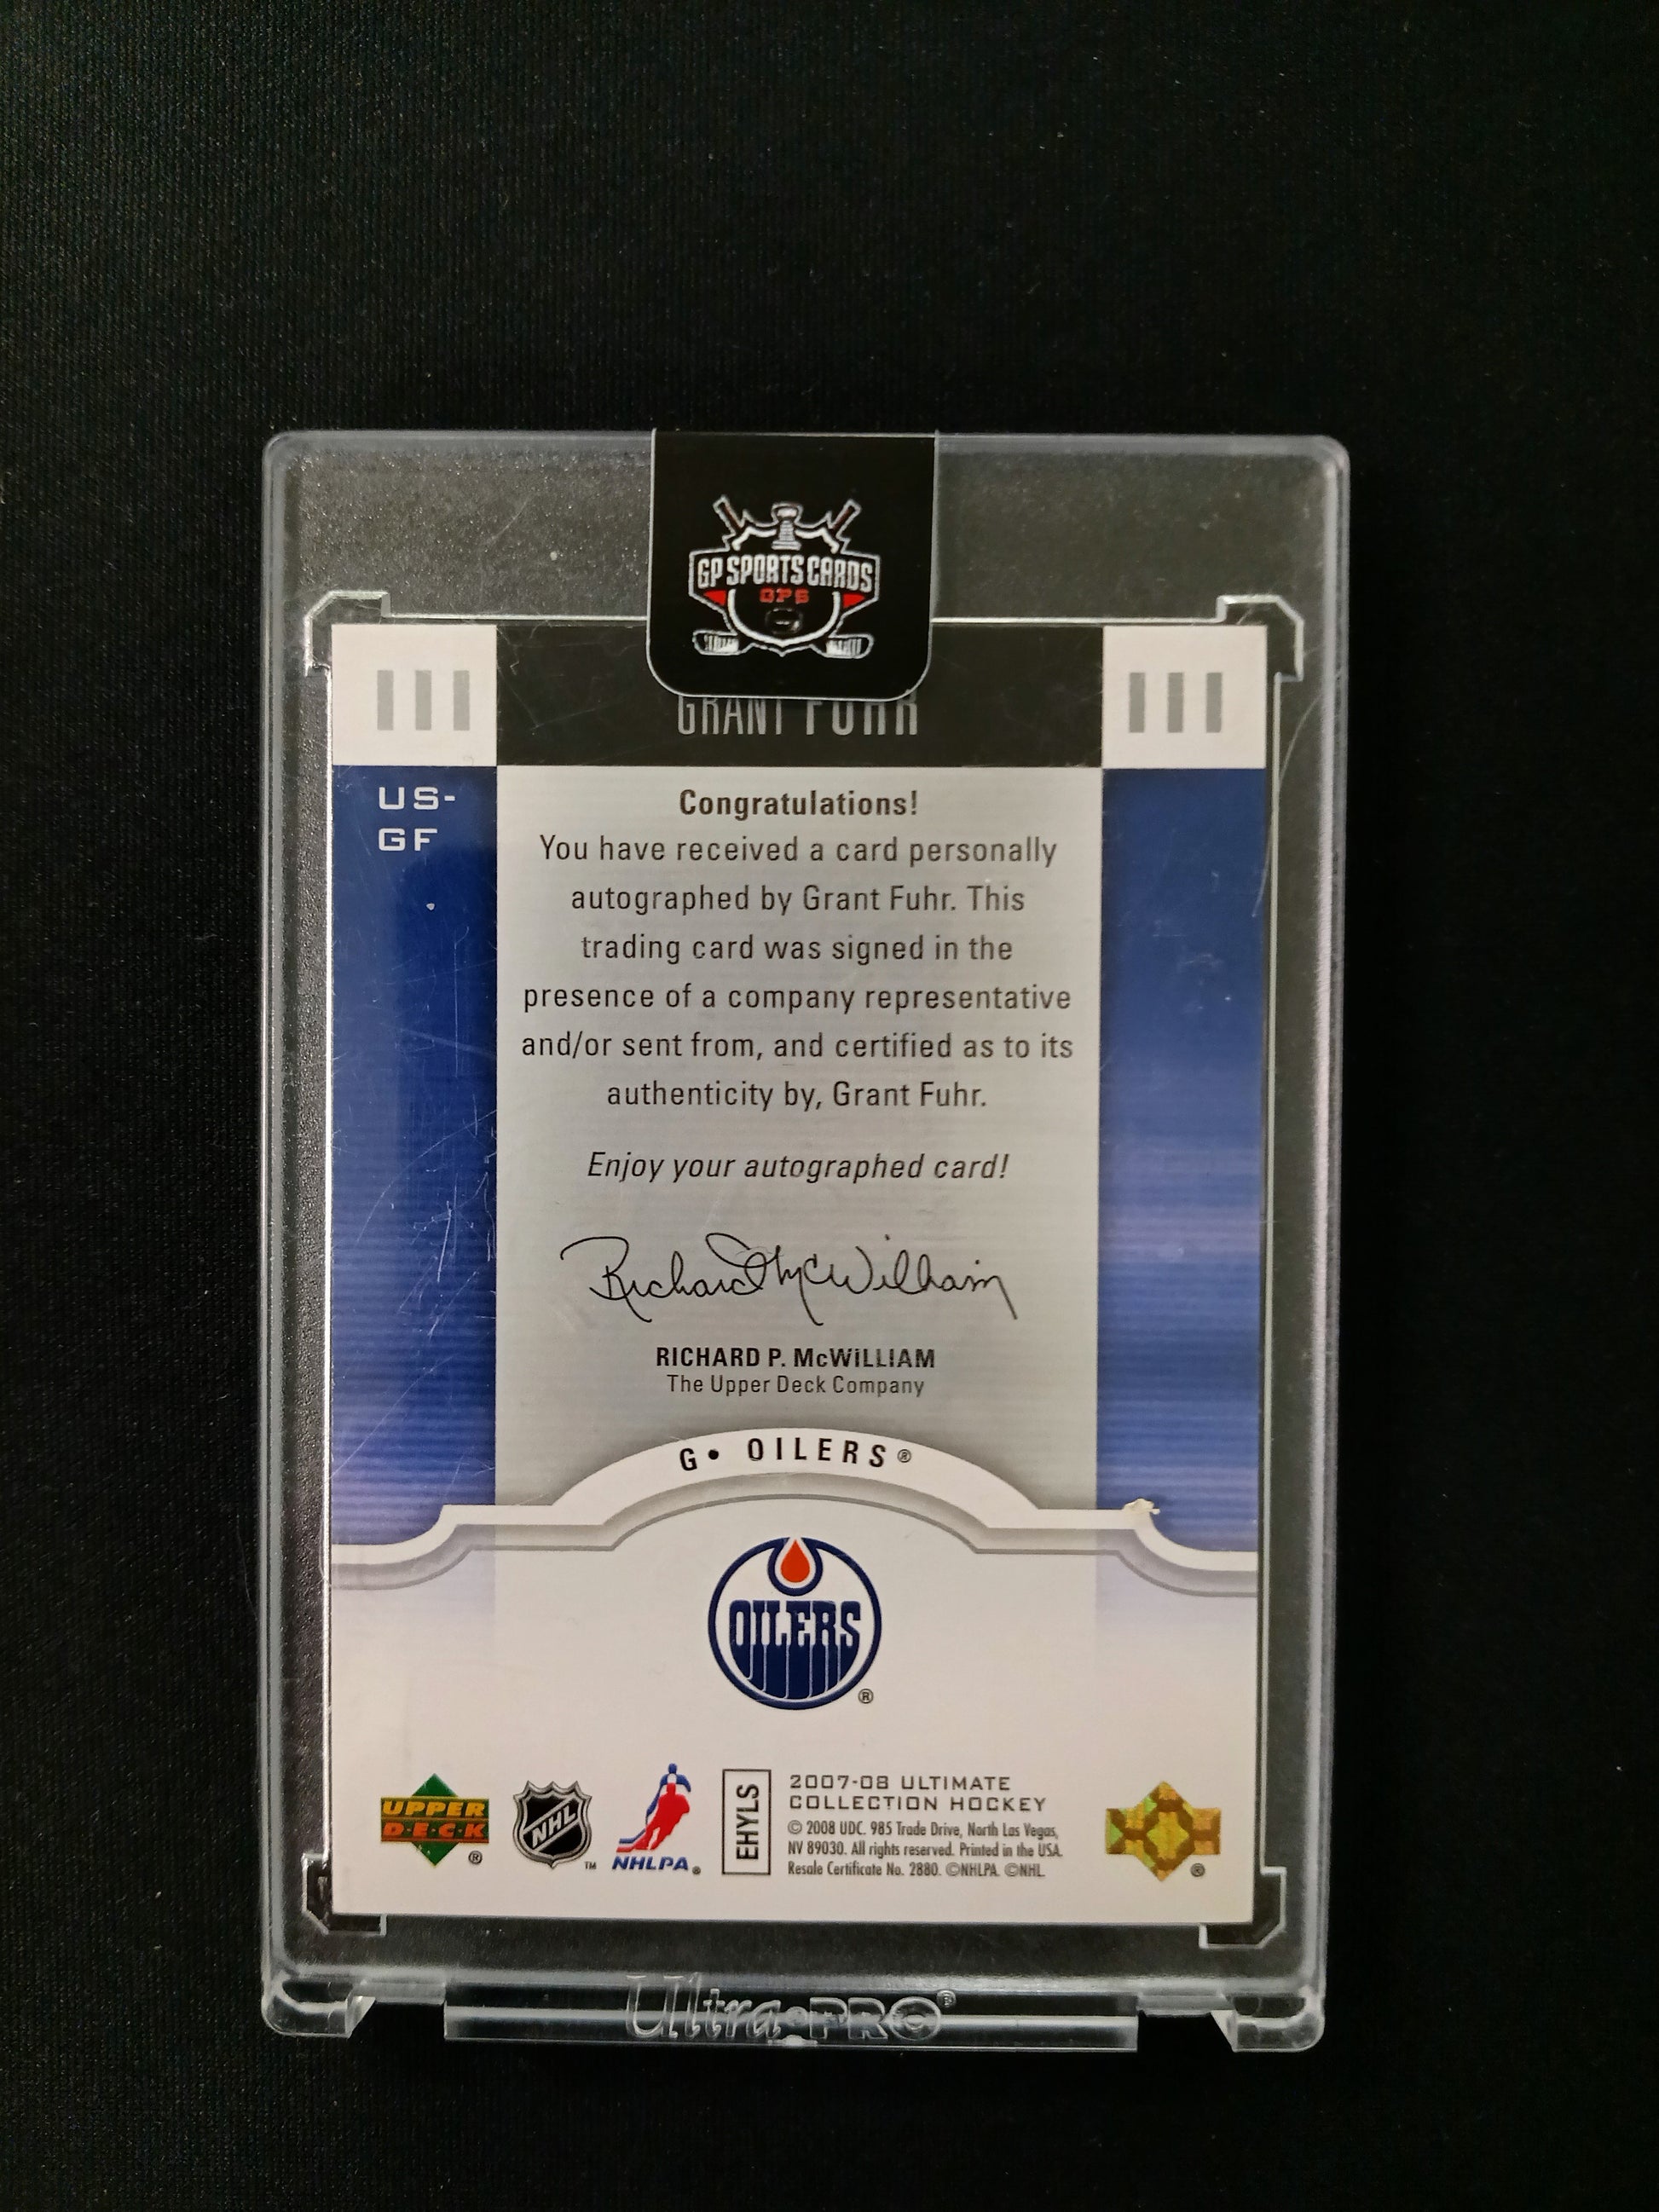 GP SPORTS CARDS
GPS
GRANT FUHR
US-
GF
Congratulations!
You have received a card personally
autographed by Grant Fuhr. This
trading card was signed in the
presence of a company representative
and/or sent from, and certified as to its
authenticity by, Grant Fuhr.
Enjoy your autographed card!
Richard McWilliam
RICHARD P. McWILLIAM
The Upper Deck Company
G• OILERS®
OILERS
®
UPPER
D·E·C·K
®
NHL
™
NHLPA®
EHYLS
2007-08 ULTIMATE
COLLECTION HOCKEY
© 2008 UDC. 985 Trade Drive, North Las Vegas,
NV 89030. All rights reserved. Printed in the USA.
Resale Certificate No. 2880. ©NHLPA. ©NHL.
®
Ultra•PRO®